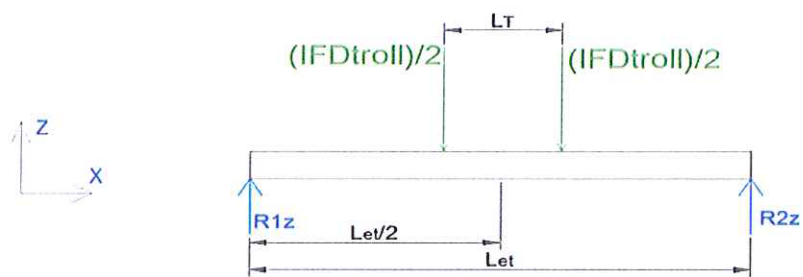 LT
(IFDtroll)/2
(IFDtroll)/2
Z
X
R1z
Let/2
R2z
Let